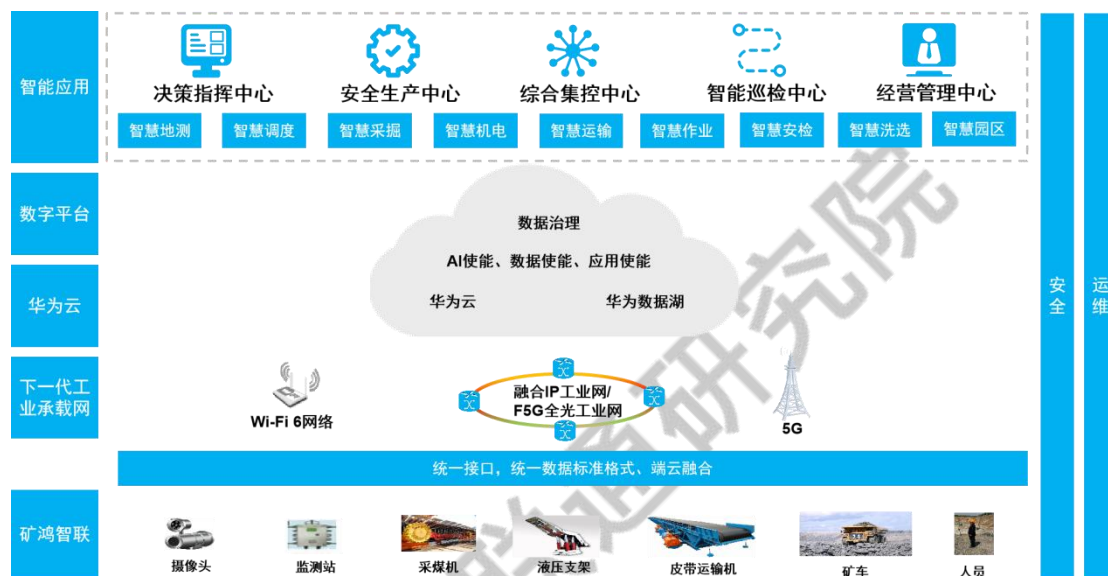 智能应用
决策指挥中心
安全生产中心
综合集控中心
智能巡检中心
经营管理中心
智慧地测
智慧调度
智慧采掘
智慧机电
智慧运输
智慧作业
智慧安检
智慧洗选
智慧园区
数字平台
数据治理
AI使能、数据使能、应用使能
华为云
华为云
华为数据湖
下一代工
业承载网
Wi-Fi 6网络
融合IP工业网/
F5G全光工业网
5G
统一接口，统一数据标准格式、端云融合
矿鸿智联
摄像头
监测站
采煤机
液压支架
皮带运输机
矿车
人员
安全
运维
通研究院